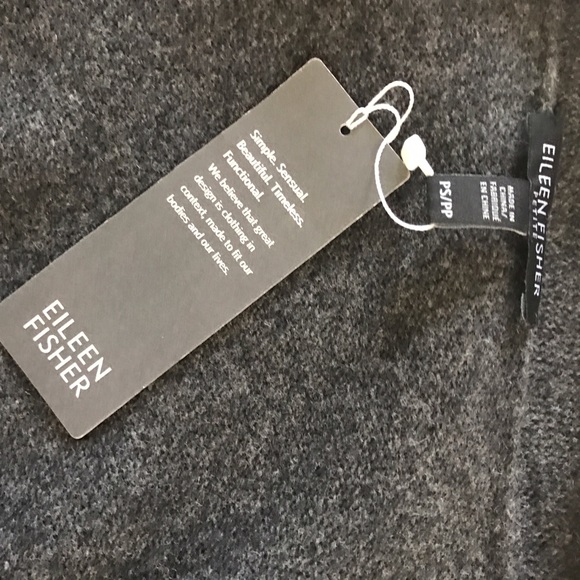 Simple. Sensual.
Beautiful. Timeless.
Functional.
We believe that great
design is clothing in
context, made to fit our
bodies and our lives.
EILEEN
FISHER
PS/PP
MADE IN
CHINA/
FABRIQUÉ
EN CHINE
EILEEN FISHER
PETITE